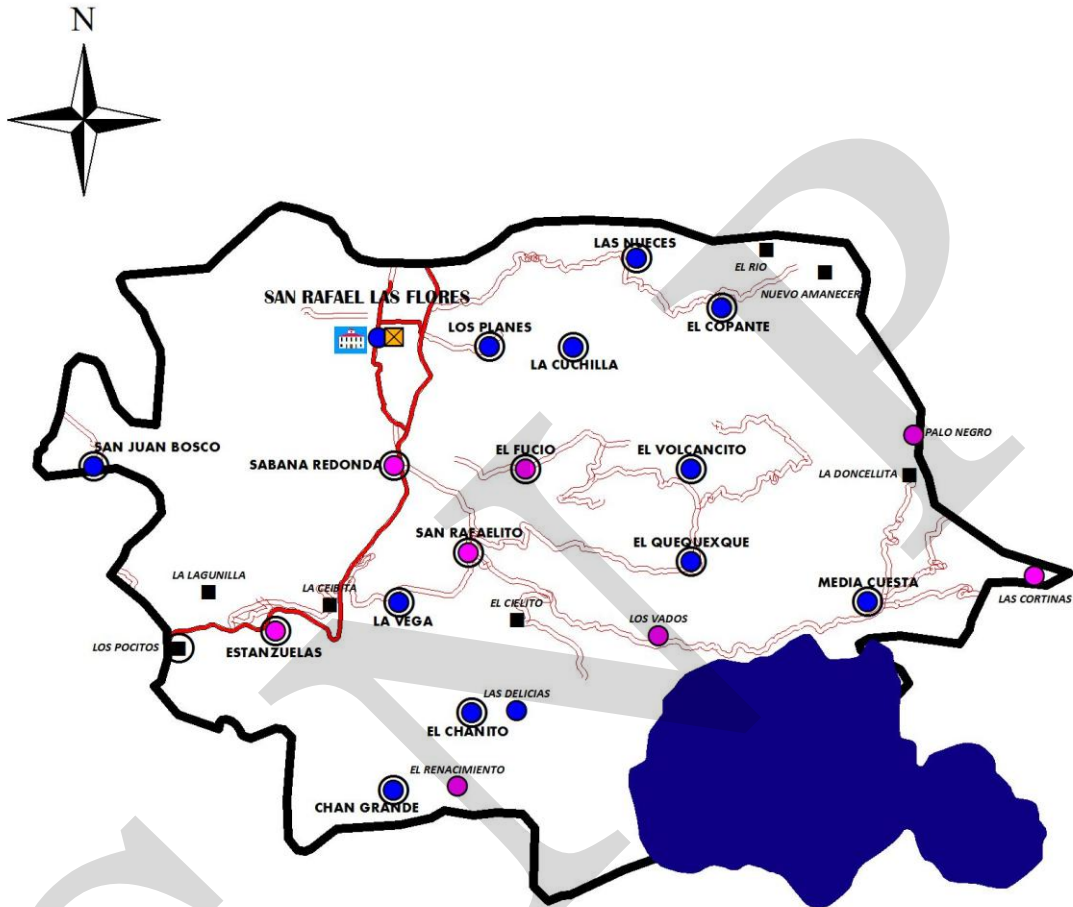 N
LAS NUECES
EL RIO
NUEVO AMANECER
SAN RAFAEL LAS FLORES
EL COPANTE
LOS PLANES
LA CUCHILLA
PALO NEGRO
SAN JUAN BOSCO
SABANA REDONDA
EL FUCIO
EL VOLCANCITO
LA DONCELLITA
SAN RAFAELITO
EL QUEQUEXQUE
LA LAGUNILLA
LA CEIBITA
MEDIA CUESTA
LAS CORTINAS
EL CIELITO
LA VEGA
LOS VADOS
LOS POCITOS
ESTANZUELAS
LAS DELICIAS
EL CHANITO
EL RENACIMIENTO
CHAN GRANDE